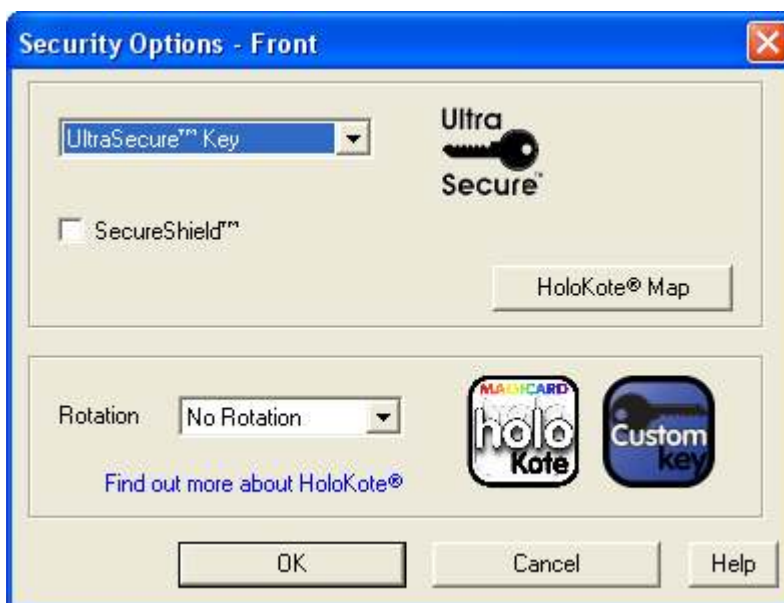 Security Options - Front
UltraSecure™ Key
Ultra
Secure™
SecureShield™
HoloKote® Map
Rotation
No Rotation
MAGICARD
holo
Kote
Custom
key
Find out more about HoloKote®
OK
Cancel
Help